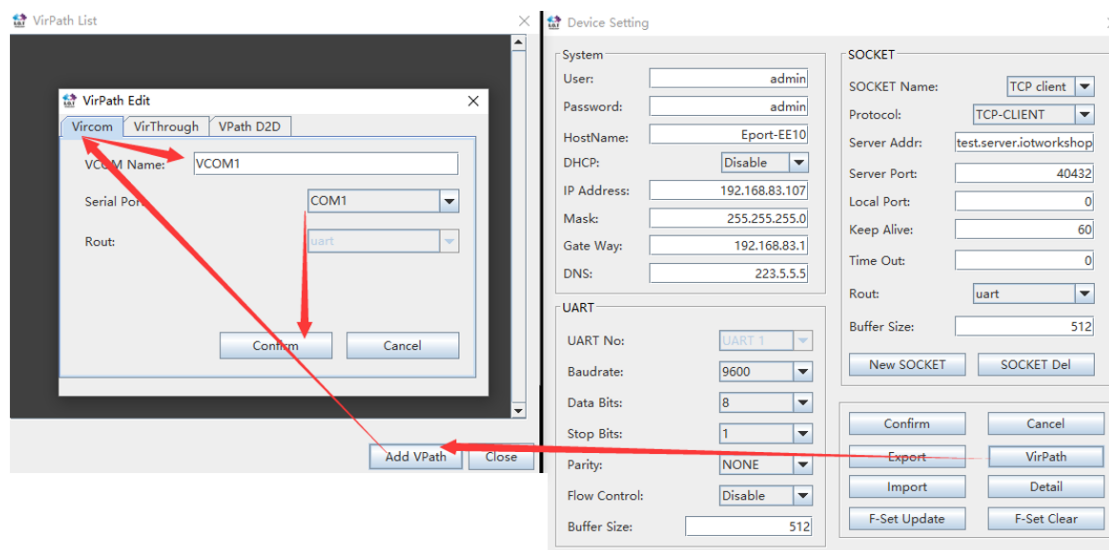 VirPath List
VirPath Edit
Vircom VirThrough VPath D2D
VCOM Name: VCOM1
Serial Port: COM1
Rout: uart
Confirm Cancel
Add VPath Close
Device Setting
System
User: admin
Password: admin
HostName: Eport-EE10
DHCP: Disable
IP Address: 192.168.83.107
Mask: 255.255.255.0
Gate Way: 192.168.83.1
DNS: 223.5.5.5
UART
UART No: UART 1
Baudrate: 9600
Data Bits: 8
Stop Bits: 1
Parity: NONE
Flow Control: Disable
Buffer Size: 512
SOCKET
SOCKET Name: TCP client
Protocol: TCP-CLIENT
Server Addr: test.server.iotworkshop
Server Port: 40432
Local Port: 0
Keep Alive: 60
Time Out: 0
Rout: uart
Buffer Size: 512
New SOCKET SOCKET Del
Confirm Cancel
Export VirPath
Import Detail
F-Set Update F-Set Clear